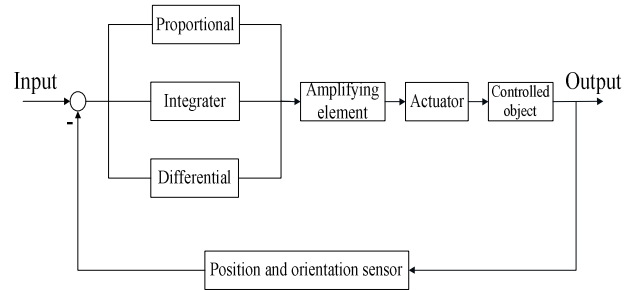 Proportional
Input
Integrater
Amplifying
element
Actuator
Controlled
object
Output
-
Differential
Position and orientation sensor